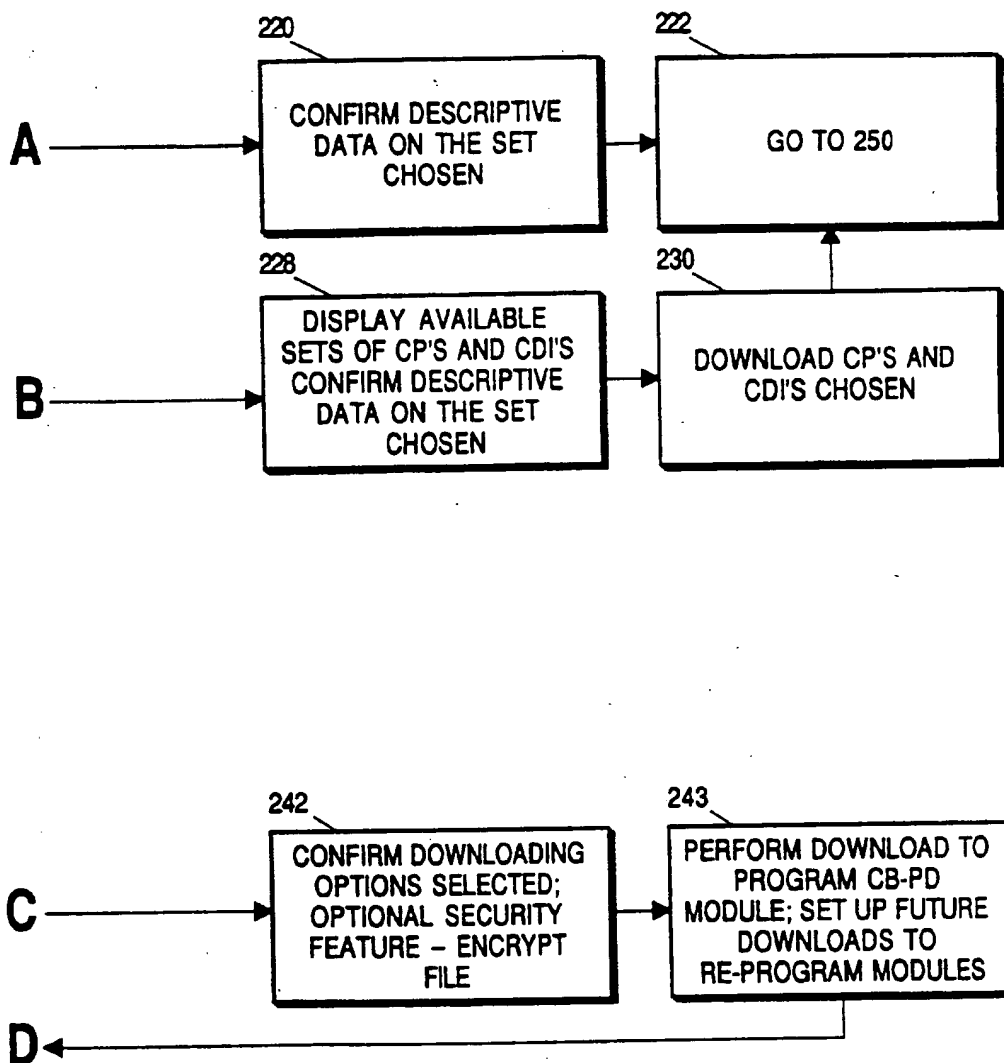 220
222
A
CONFIRM DESCRIPTIVE
DATA ON THE SET
CHOSEN
GO TO 250
228
230
B
DISPLAY AVAILABLE
SETS OF CP'S AND CDI'S
CONFIRM DESCRIPTIVE
DATA ON THE SET
CHOSEN
DOWNLOAD CP'S AND
CDI'S CHOSEN
242
243
C
CONFIRM DOWNLOADING
OPTIONS SELECTED;
OPTIONAL SECURITY
FEATURE – ENCRYPT
FILE
PERFORM DOWNLOAD TO
PROGRAM CB-PD
MODULE; SET UP FUTURE
DOWNLOADS TO
RE-PROGRAM MODULES
D